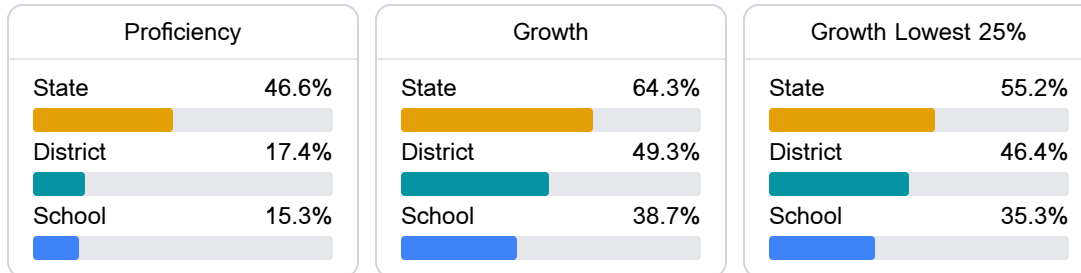 Proficiency
State 46.6%
District 17.4%
School 15.3%
Growth
State 64.3%
District 49.3%
School 38.7%
Growth Lowest 25%
State 55.2%
District 46.4%
School 35.3%